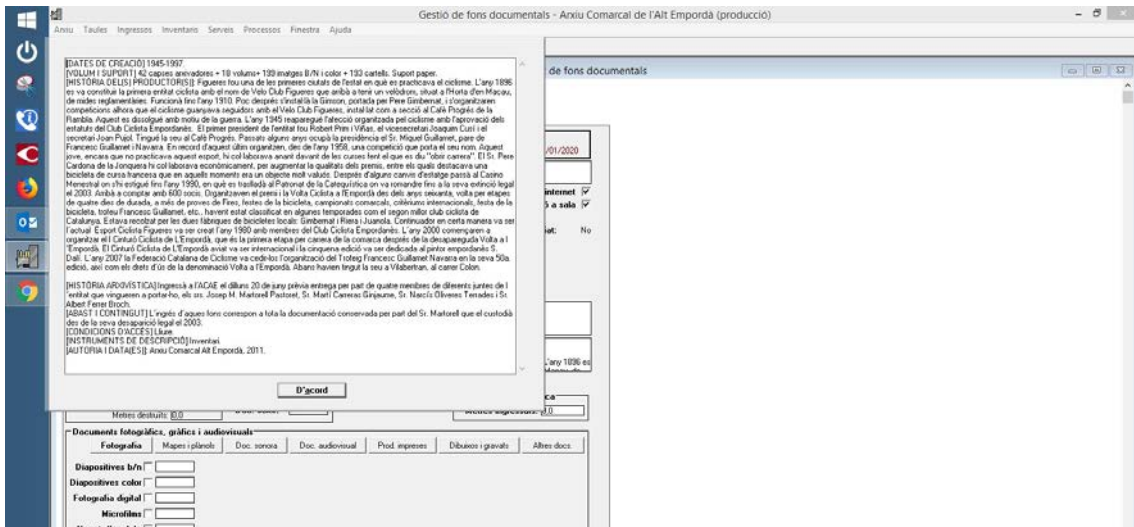 Gestió de fons documentals - Arxiu Comarcal de l'Alt Empordà (producció)
Arxiu Taules Ingressos Inventaris Serveis Processos Finestra Ajuda
de fons documentals
[DATES DE CREACIÓ] 1945-1997
[VOLUM I SUPORT] 42 capses arxivadores + 18 volums+ 199 imatges B/N i color + 193 cartells. Suport paper.
[HISTÒRIA DEL(S) PRODUCTOR(S)]: Figueres fou una de les primeres ciutats de l'estat en què es practicava el ciclisme. L'any 1896
es va constituir la primera entitat ciclista amb el nom de Velo Club Figueres que arribà a tenir un velòdrom, situat a l'Horta d'en Macau,
de mides reglamentàries. Funcionà fins l'any 1910. Poc després s'installà la Gimson, portada per Pere Gimbernat, i s'organitzaren
competicions alhora que el ciclisme guanyava seguidors amb el Velo Club Figueres, instal.lat com a secció al Cafè Progrés de la
Rambla. Aquest es dissolgué amb motiu de la guerra. L'any 1945 reaparegué l'afecció organitzada pel ciclisme amb l'aprovació dels
estatuts del Club Ciclista Empordanès. El primer president de l'entitat fou Robert Prim i Viñas, el vicesecretari Joaquim Cusí i el
secretari Joan Pujol. Tingué la seu al Cafè Progrés. Passats alguns anys ocupà la presidència el Sr. Miquel Guillamet, pare de
Francesc Guillamet i Navarra. En record d'aquest últim organitzen, des de l'any 1958, una competició que porta el seu nom. Aquest
jove, encara que no practicava aquest esport, hi col.laborava anant davant de les curses fent el que es diu "obrir carrera". El Sr. Pere
Cardona de la Jonquera hi col.laborava econòmicament, per augmentar la qualitats dels premis, entre els quals destacava una
bicicleta de cursa francesa que en aquells moments era un objecte molt valuós. Després d'alguns canvis d'estatge passà al Casino
Menestral on s'hi estigué fins l'any 1990, en què es traslladà al Patronat de la Catequística on va romandre fins a la seva extinció legal
el 2003. Arribà a comptar amb 600 socis. Organitzaven el premi i la Volta Ciclista a l'Empordà des dels anys seixanta, volta per etapes
de quatre dies de durada, a més de proves de Fires, festes de la bicicleta, campionats comarcals, critèriums internacionals, festa de la
bicicleta, trofeu Francesc Guillamet, etc., havent estat classificat en algunes temporades com el segon millor club ciclista de
Catalunya. Estava recolzat per les dues fàbriques de bicicletes locals: Gimbernat i Riera i Juanola. Continuador en certa manera va ser
l'actual Esport Ciclista Figueres va ser creat l'any 1980 amb membres del Club Ciclista Empordanès. L'any 2000 començaren a
organitzar el I Cinturó Ciclista de L'Empordà, que és la primera etapa per carrera de la comarca després de la desapareguda Volta a l
'Empordà. El Cinturó Ciclista de L'Empordà aviat va ser internacional i la cinquena edició va ser dedicada al pintor empordanès S.
Dalí. L'any 2007 la Federació Catalana de Ciclisme va cedir-los l'organització del Trofeig Francesc Guillamet Navarra en la seva 50a.
edició, així com els drets d'ús de la denominació Volta a l'Empordà. Abans havien tingut la seu a Vilabertran, al carrer Colon.
[HISTÒRIA ARXIVÍSTICA] Ingressà a l'ACAE el dilluns 20 de juny prèvia entrega per part de quatre membres de diferents juntes de l
'entitat que vingueren a portar-ho, els srs. Josep M. Martorell Pastoret, Sr. Martí Carreras Ginjaume, Sr. Narcís Oliveres Terrades i Sr.
Albert Ferrer Broch.
[ABAST I CONTINGUT] L'ingrés d'aques fons correspon a tota la documentació conservada per part del Sr. Martorell que el custodià
des de la seva desaparició legal el 2003.
[CONDICIONS D'ACCÉS] Lliure.
[INSTRUMENTS DE DESCRIPCIÓ] Inventari.
[AUTORIA I DATA(ES)]: Arxiu Comarcal Alt Empordà, 2011.
D'acord
/01/2020
internet
ó a sala
iat: No
L'any 1896 es
ca
Metres destruïts: 0,0
Documents fotogràfics, gràfics i audiovisuals
Fotografia Mapes i plànols Doc. sonora Doc. audiovisual Prod. impreses Dibuixos i gravats Altres docs.
Diapositives b/n
Diapositives color
Fotografia digital
Microfilms